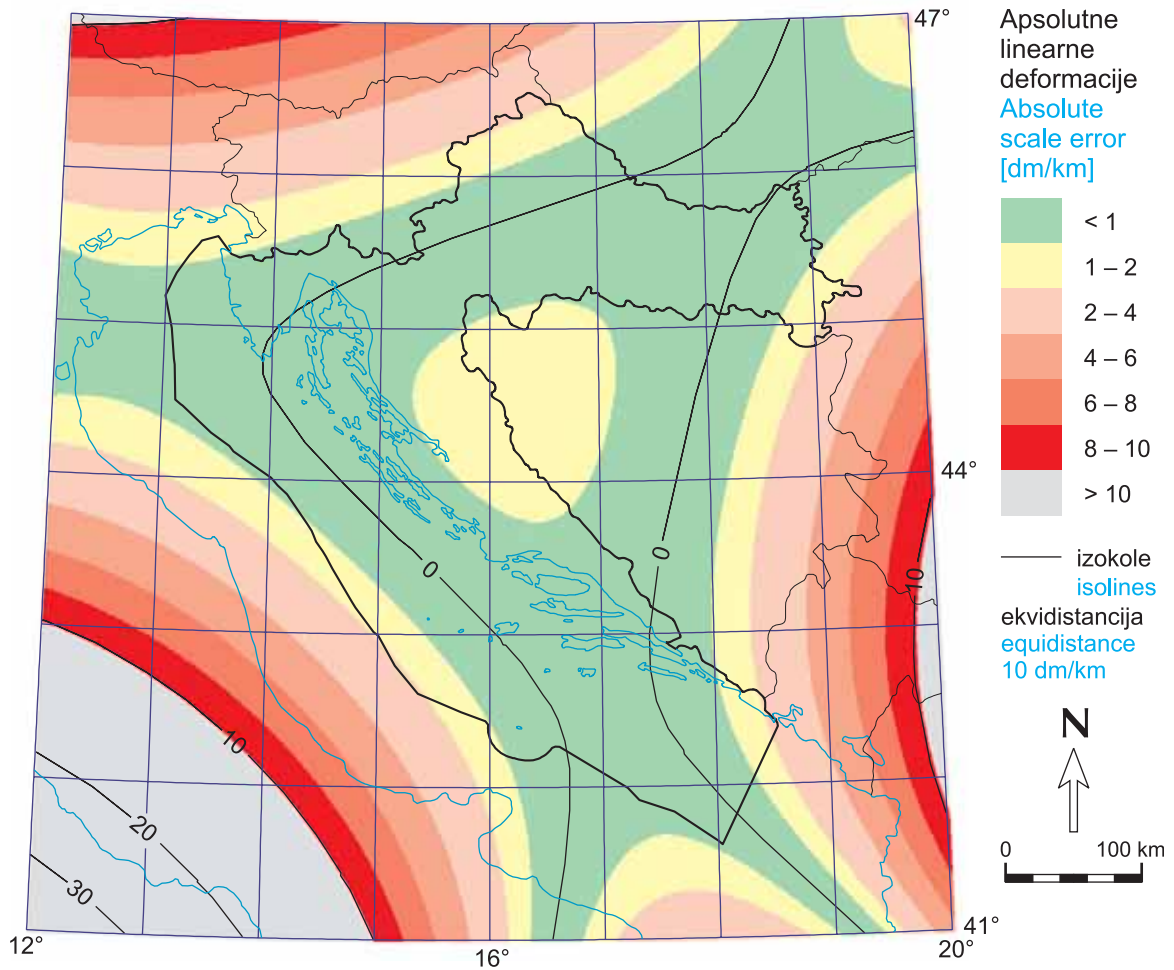 47°
Apsolutne
linearne
deformacije
Absolute
scale error
[dm/km]
< 1
1 – 2
2 – 4
4 – 6
6 – 8
8 – 10
> 10
44°
izokole
isolines
ekvidistancija
equidistance
10 dm/km
N
0 100 km
0
0
10
10
20
30
41°
12°
16°
20°